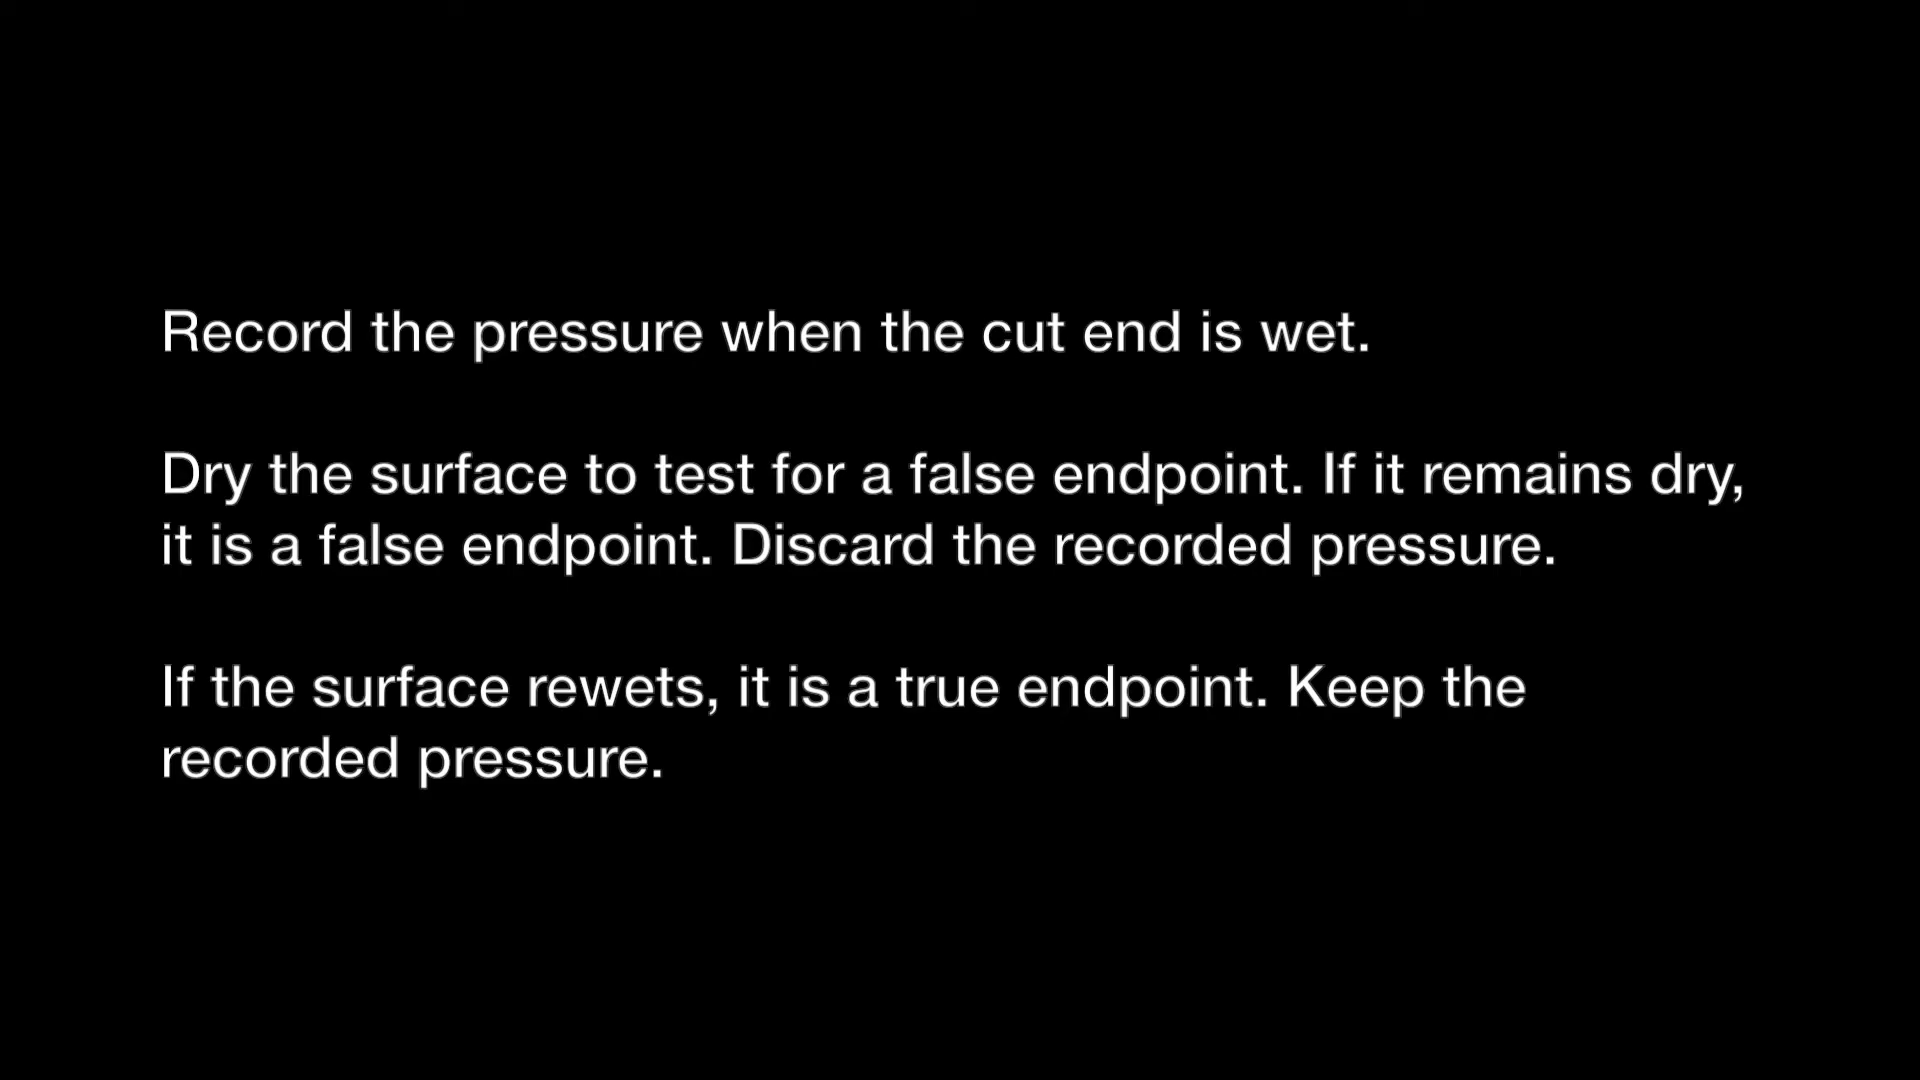 Record the pressure when the cut end is wet.
Dry the surface to test for a false endpoint. If it remains dry,
it is a false endpoint. Discard the recorded pressure.
If the surface rewets, it is a true endpoint. Keep the
recorded pressure.